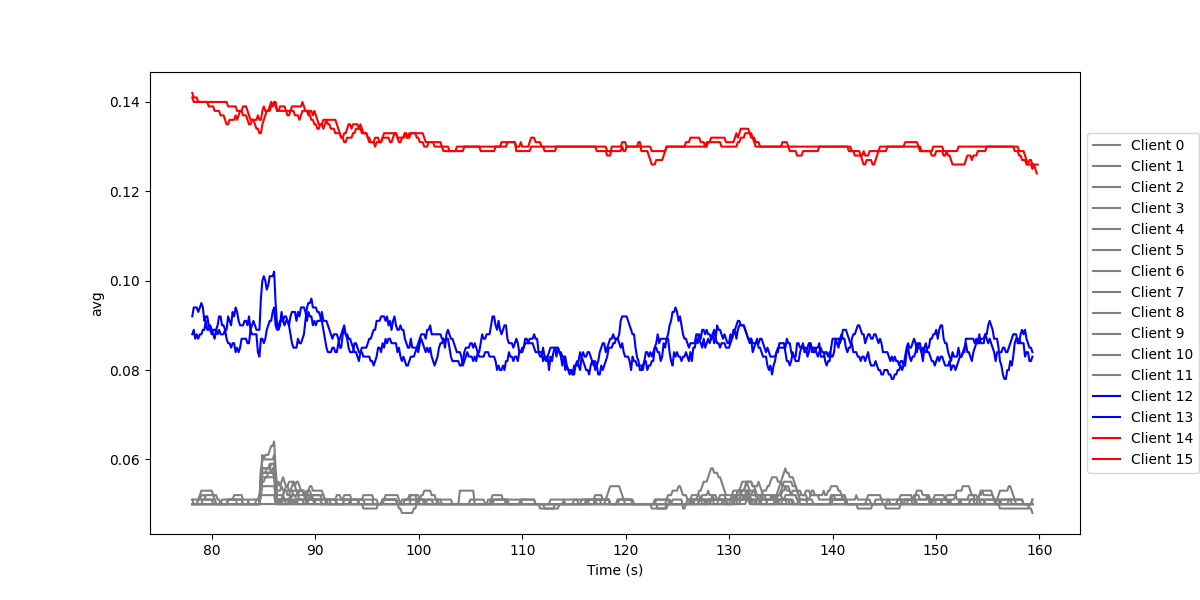 0.14
0.12
0.10
0.08
0.06
avg
80 90 100 110 120 130 140 150 160
Time (s)
Client 0
Client 1
Client 2
Client 3
Client 4
Client 5
Client 6
Client 7
Client 8
Client 9
Client 10
Client 11
Client 12
Client 13
Client 14
Client 15